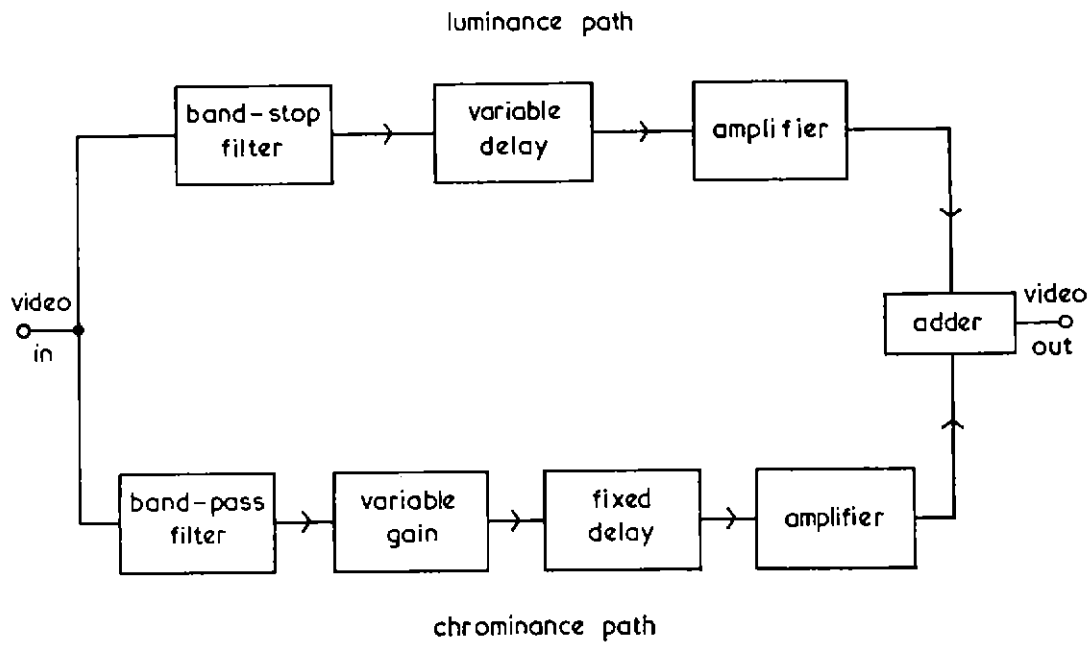 luminance path
band-stop
filter
variable
delay
amplifier
video
in
adder
video
out
band-pass
filter
variable
gain
fixed
delay
amplifier
chrominance path